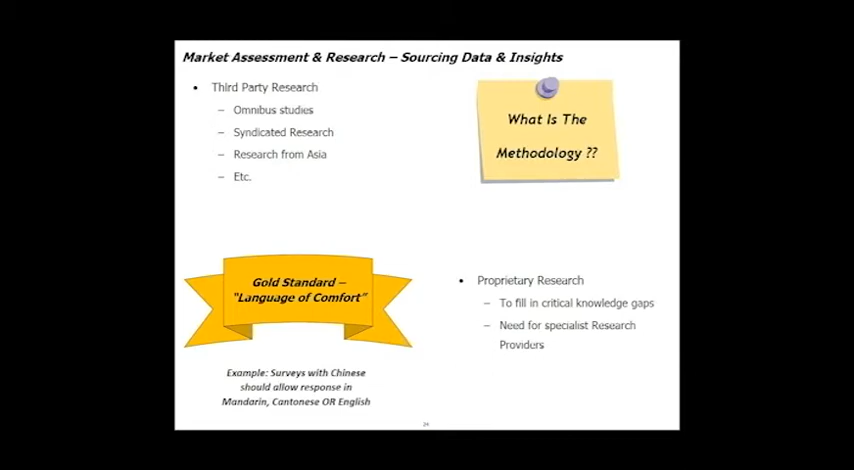 Market Assessment & Research – Sourcing Data & Insights
• Third Party Research
– Omnibus studies
– Syndicated Research
– Research from Asia
– Etc.
What Is The
Methodology ??
Gold Standard –
"Language of Comfort"
Example: Surveys with Chinese
should allow response in
Mandarin, Cantonese OR English
• Proprietary Research
– To fill in critical knowledge gaps
– Need for specialist Research
Providers
24